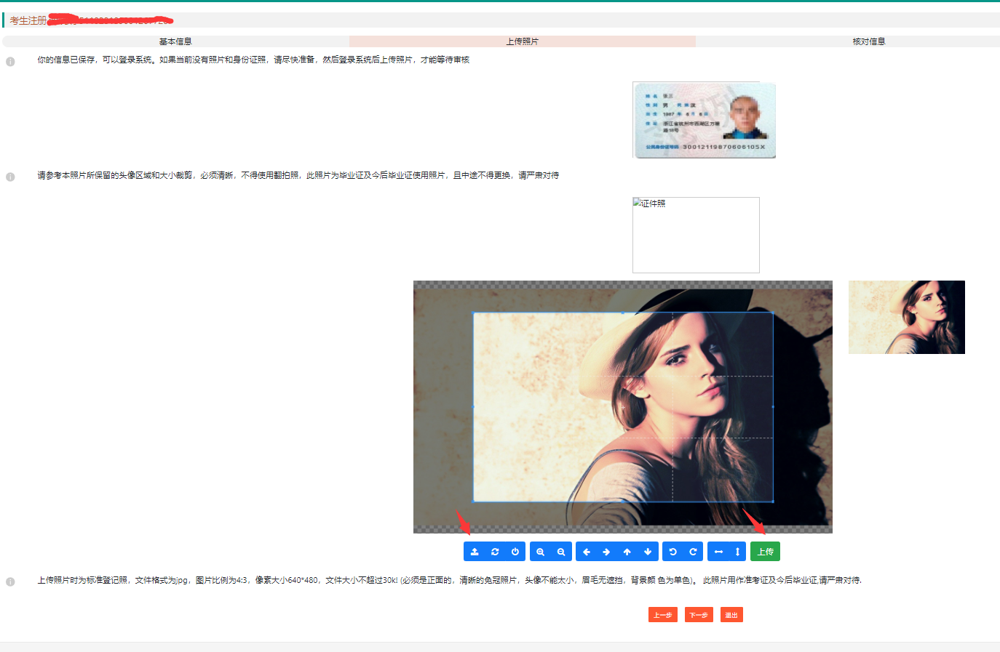 考生注册
基本信息
上传照片
核对信息
你的信息已保存，可以登录系统。如果当前没有照片和身份证照，请尽快准备，然后登录系统后上传照片，才能等待审核
姓 名 张三
性 别 男 民 族 汉
出 生 1987 年 6 月 6 日
住 址 浙江省杭州市西湖区方塘
路18号
公民身份证号码 30012119870606105X
请参考本照片所保留的头像区域和大小裁剪，必须清晰，不得使用翻拍照，此照片为毕业证及今后毕业证使用照片，且中途不得更换，请严肃对待
证件照
上传
上传照片时为标准登记照，文件格式为jpg，图片比例为4:3，像素大小640*480，文件大小不超过30k! (必须是正面的，清晰的免冠照片，头像不能太小，眉毛无遮挡，背景颜 色为单色)。 此照片用作准考证及今后毕业证,请严肃对待.
上一步
下一步
退出